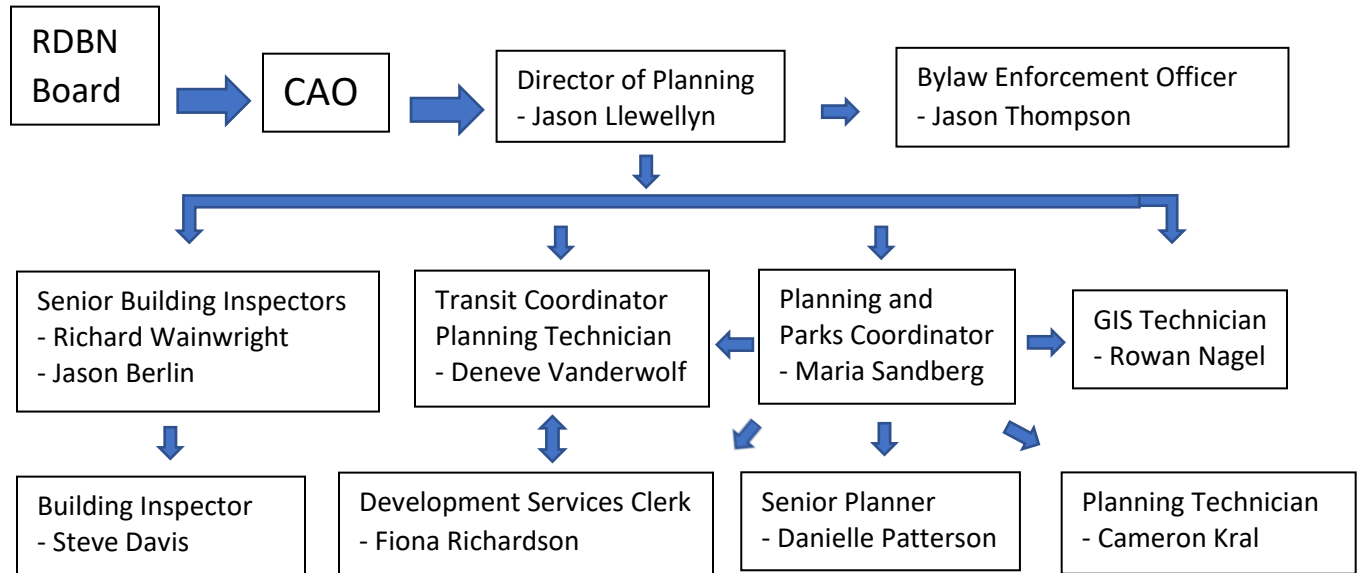 RDBN
Board
CAO
Director of Planning
- Jason Llewellyn
Bylaw Enforcement Officer
- Jason Thompson
Senior Building Inspectors
- Richard Wainwright
- Jason Berlin
Transit Coordinator
Planning Technician
- Deneve Vanderwolf
Planning and
Parks Coordinator
- Maria Sandberg
GIS Technician
- Rowan Nagel
Building Inspector
- Steve Davis
Development Services Clerk
- Fiona Richardson
Senior Planner
- Danielle Patterson
Planning Technician
- Cameron Kral